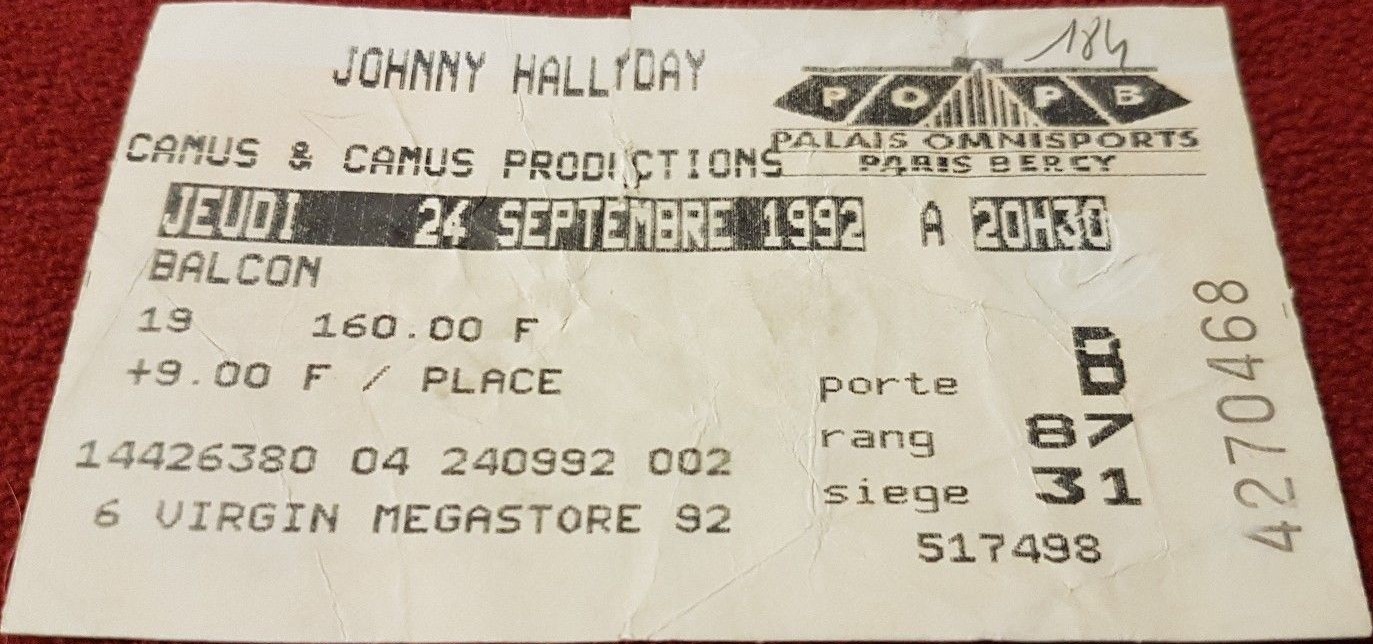 184
JOHNNY HALLYDAY
P O P B
PALAIS OMNISPORTS
PARIS BERCY
CAMUS & CAMUS PRODUCTIONS
JEUDI 24 SEPTEMBRE 1992 A 20H30
BALCON
19 160.00 F
+9.00 F / PLACE
porte
rang 87
siege 31
14426380 04 240992 002
6 VIRGIN MEGASTORE 92
517498
4270468